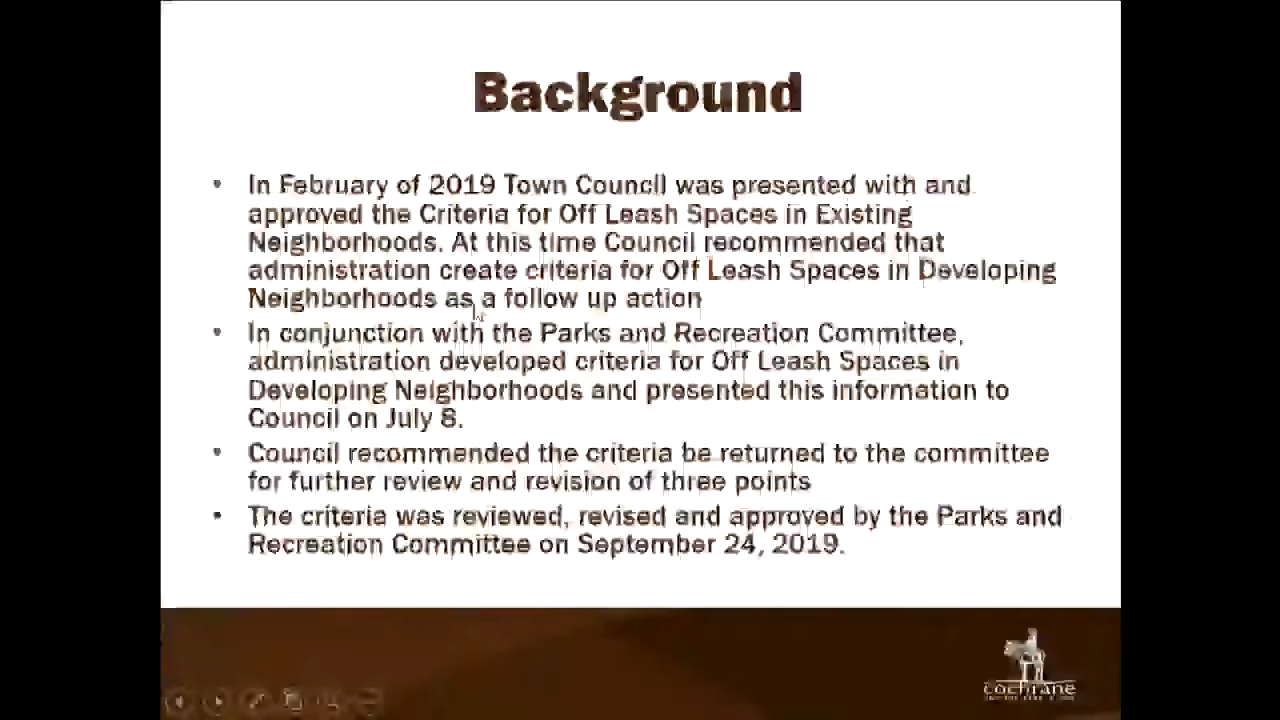 Background
• In February of 2019 Town Council was presented with and
approved the Criteria for Off Leash Spaces in Existing
Neighborhoods. At this time Council recommended that
administration create criteria for Off Leash Spaces in Developing
Neighborhoods as a follow up action
• In conjunction with the Parks and Recreation Committee,
administration developed criteria for Off Leash Spaces in
Developing Neighborhoods and presented this information to
Council on July 8.
• Council recommended the criteria be returned to the committee
for further review and revision of three points
• The criteria was reviewed, revised and approved by the Parks and
Recreation Committee on September 24, 2019.
cochrane